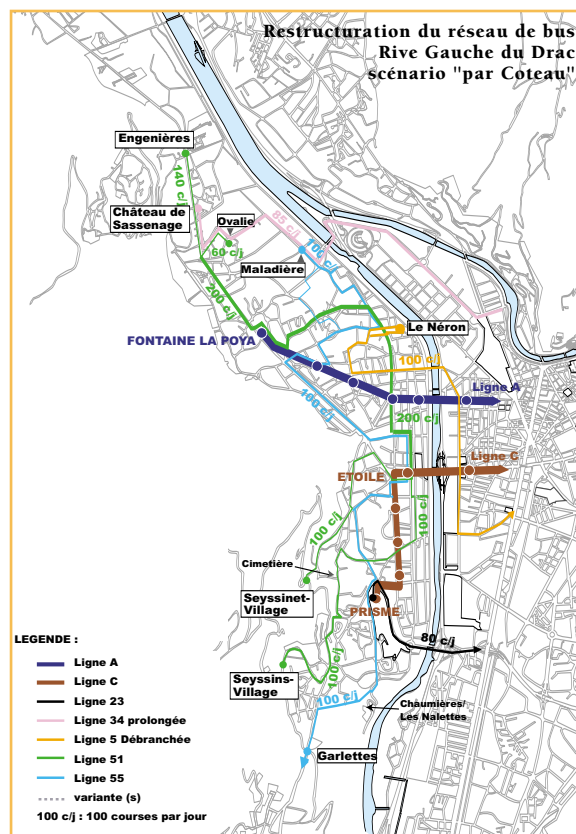 Restructuration du réseau de bus
Rive Gauche du Drac
scénario "par Coteau"
Engenières
140 c/j
Château de
Sassenage
Ovalie
60 c/j
85 c/j
100 c/j
Maladière
200 c/j
FONTAINE LA POYA
Le Néron
100 c/j
Ligne A
100 c/j
200 c/j
Ligne C
ETOILE
100 c/j
100 c/j
Cimetière
Seyssinet-
Village
PRISME
80 c/j
LEGENDE :
Ligne A
Ligne C
Ligne 23
Ligne 34 prolongée
Ligne 5 Débranchée
Ligne 51
Ligne 55
variante (s)
100 c/j : 100 courses par jour
Seyssins-
Village
100 c/j
100 c/j
Chaumières/
Les Nalettes
Garlettes